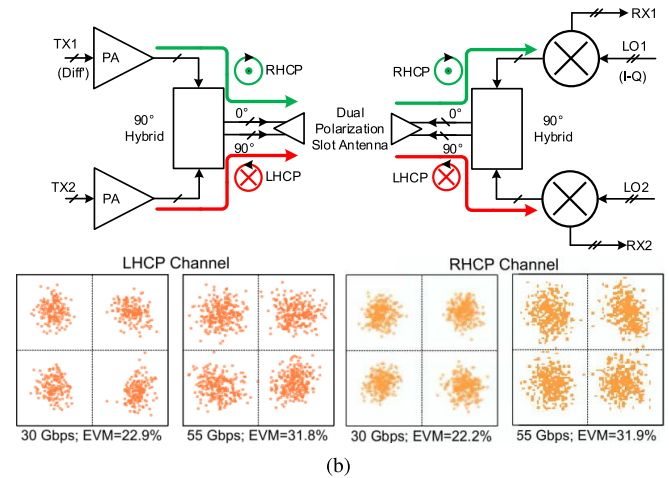 TX1
(Diff')
PA
RHCP
90°
Hybrid
0°
90°
TX2
PA
LHCP
Dual
Polarization
Slot Antenna
RHCP
RX1
LO1
(I-Q)
0°
90°
90°
Hybrid
LHCP
LO2
RX2
LHCP Channel
RHCP Channel
30 Gbps; EVM=22.9%
55 Gbps; EVM=31.8%
30 Gbps; EVM=22.2%
55 Gbps; EVM=31.9%
(b)